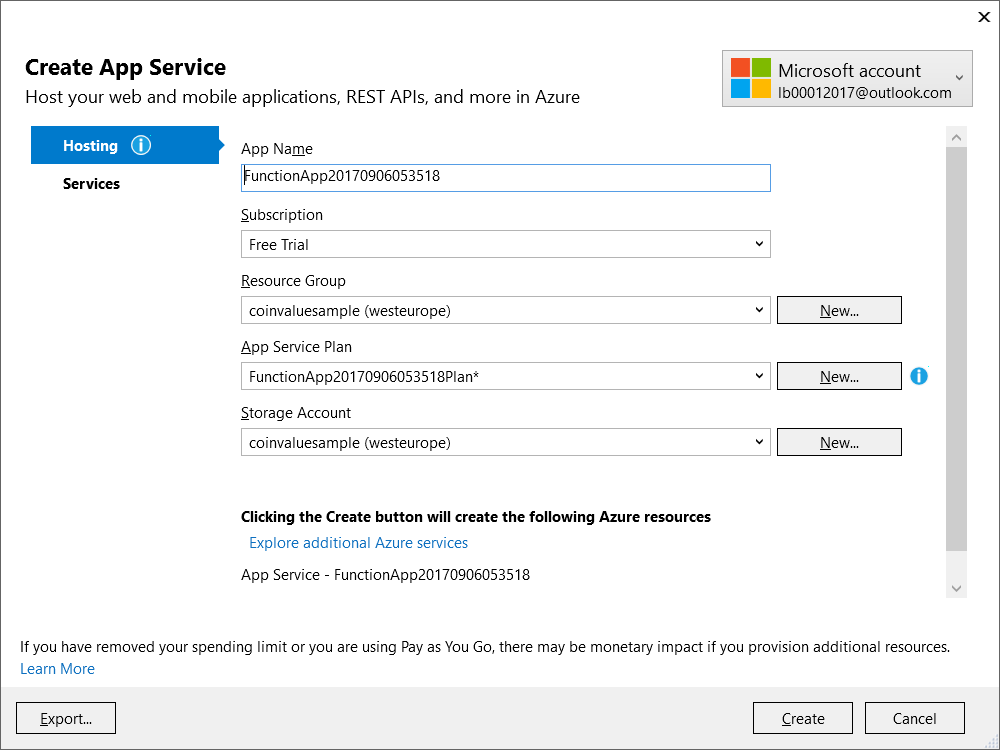 Create App Service
Host your web and mobile applications, REST APIs, and more in Azure
Microsoft account
lb00012017@outlook.com
Hosting
Services
App Name
FunctionApp20170906053518
Subscription
Free Trial
Resource Group
coinvaluesample (westeurope)
New...
App Service Plan
FunctionApp20170906053518Plan*
New...
Storage Account
coinvaluesample (westeurope)
New...
Clicking the Create button will create the following Azure resources
Explore additional Azure services
App Service - FunctionApp20170906053518
If you have removed your spending limit or you are using Pay as You Go, there may be monetary impact if you provision additional resources.
Learn More
Export...
Create
Cancel